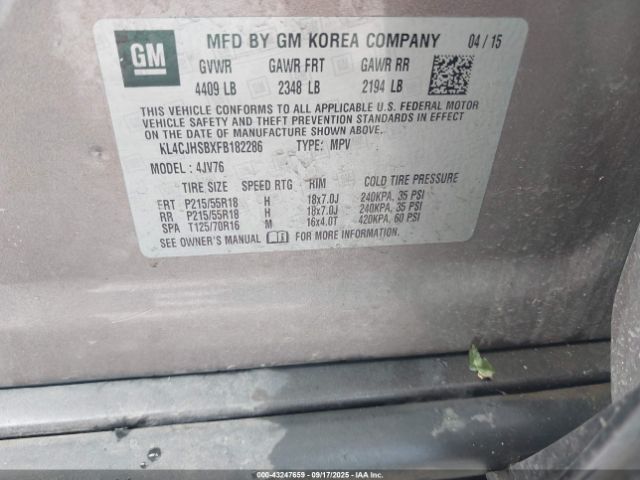 GM
MFD BY GM KOREA COMPANY 04 / 15
GVWR GAWR FRT GAWR RR
4409 LB 2348 LB 2194 LB
THIS VEHICLE CONFORMS TO ALL APPLICABLE U.S. FEDERAL MOTOR
VEHICLE SAFETY AND THEFT PREVENTION STANDARDS IN EFFECT
ON THE DATE OF MANUFACTURE SHOWN ABOVE.
KL4CJHSBXFB182286 TYPE: MPV
MODEL : 4JV76
TIRE SIZE SPEED RTG RIM COLD TIRE PRESSURE
FRT P215/55R18 H 18x7.0J 240KPA, 35 PSI
RR P215/55R18 H 18x7.0J 240KPA, 35 PSI
SPA T125/70R16 M 16x4.0T 420KPA, 60 PSI
SEE OWNER'S MANUAL FOR MORE INFORMATION.
000-43247659 - 09/17/2025 - IAAI.COM